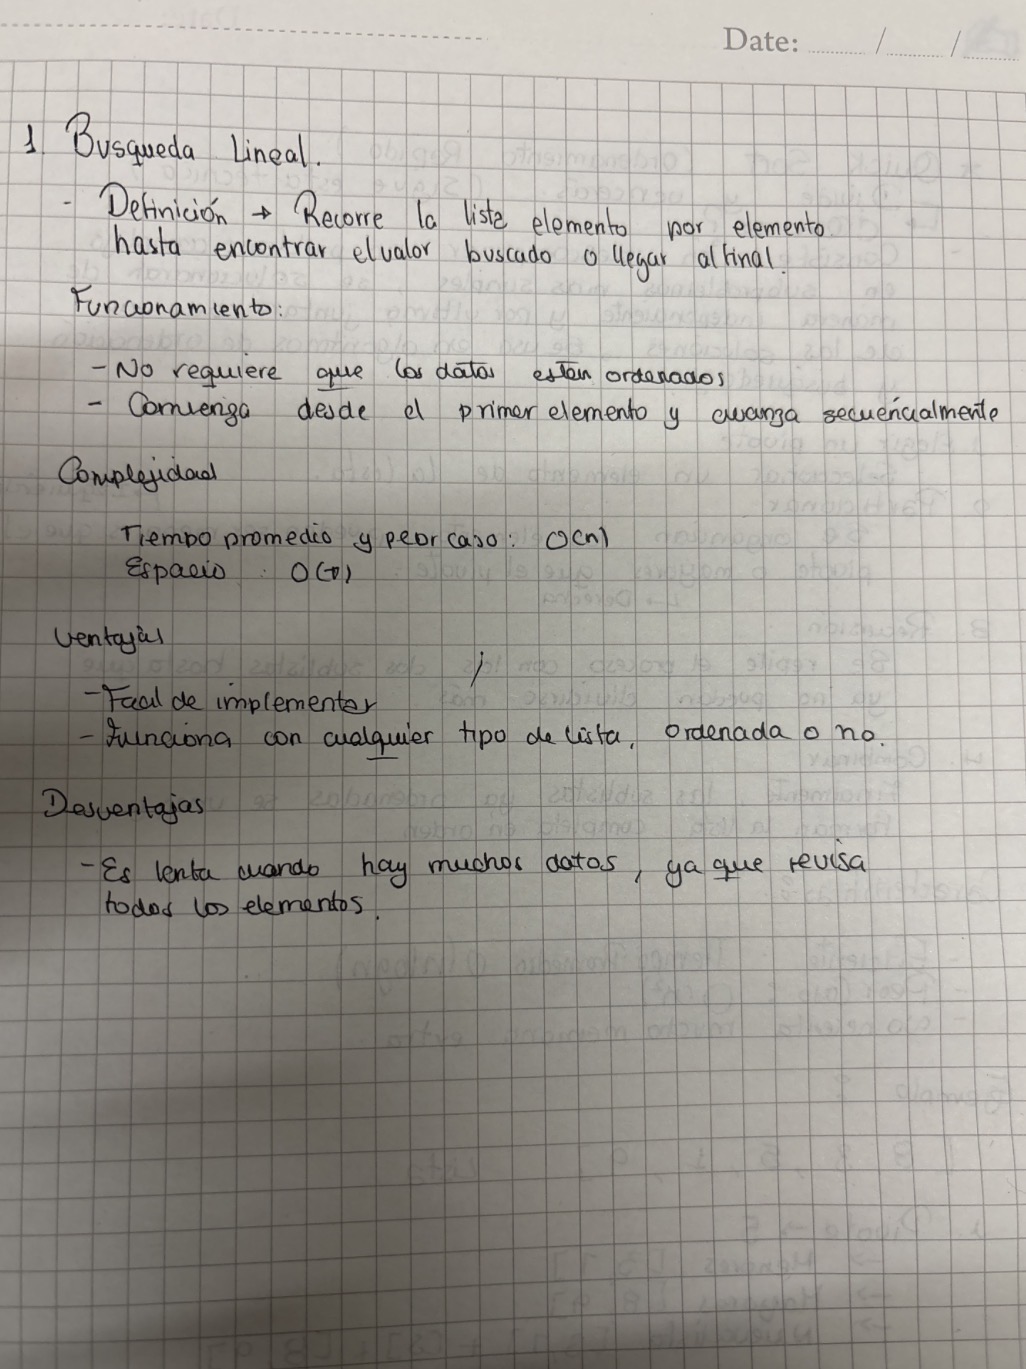 Date: / /
1. Busqueda Lineal.
- Definición → Recorre la lista elemento por elemento
hasta encontrar el valor buscado o llegar al final.
Funcionamiento:
- No requiere que los datos estén ordenados
- Comienza desde el primer elemento y avanza secuencialmente
Complejidad
Tiempo promedio y peor caso: O(n)
Espacio : O(1)
Ventajas
- Facil de implementar
- Funciona con cualquier tipo de lista, ordenada o no.
Desventajas
- Es lenta cuando hay muchos datos, ya que revisa
todos los elementos.